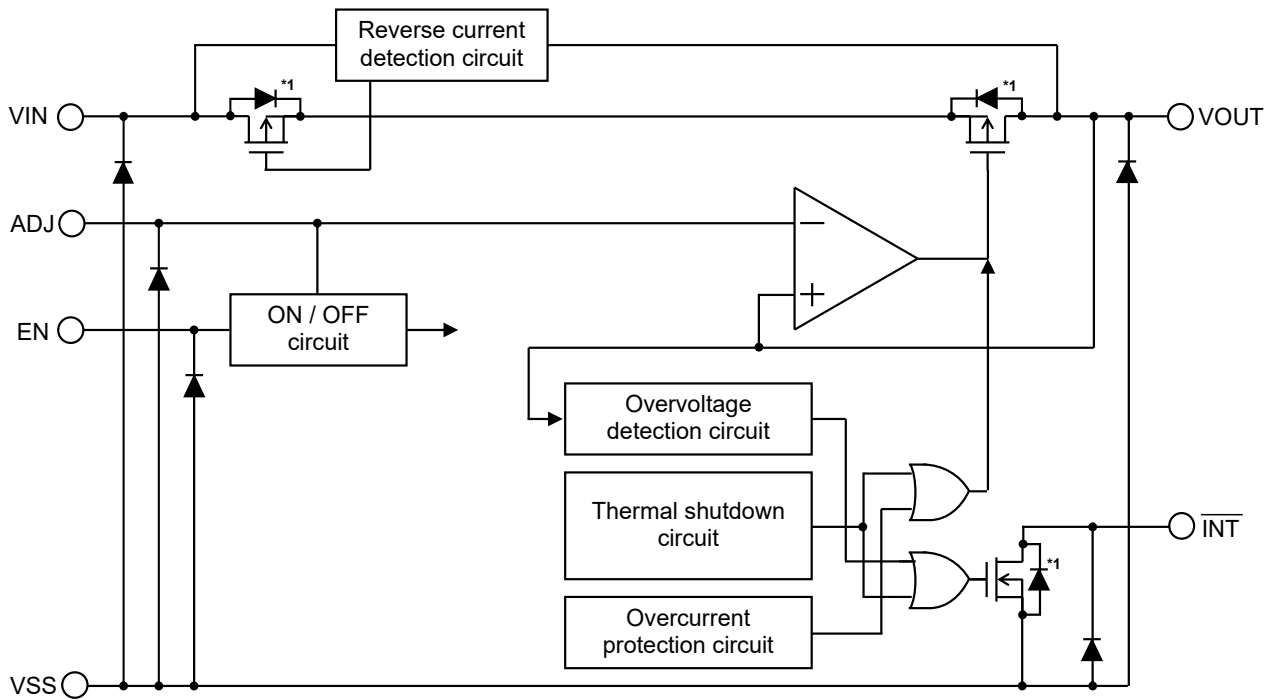 Reverse current
detection circuit
*1
*1
VIN
VOUT
ADJ
−
+
EN
ON / OFF
circuit
Overvoltage
detection circuit
Thermal shutdown
circuit
INT
*1
Overcurrent
protection circuit
VSS